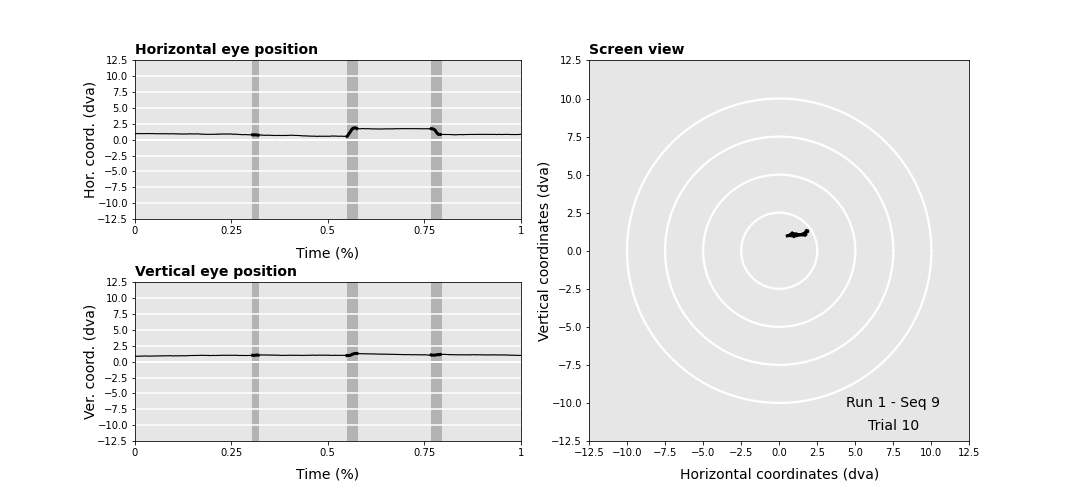 Horizontal eye position
Hor. coord. (dva)
12.5
10.0
7.5
5.0
2.5
0.0
−2.5
−5.0
−7.5
−10.0
−12.5
0 0.25 0.5 0.75 1
Time (%)
Vertical eye position
Ver. coord. (dva)
12.5
10.0
7.5
5.0
2.5
0.0
−2.5
−5.0
−7.5
−10.0
−12.5
0 0.25 0.5 0.75 1
Time (%)
Screen view
Vertical coordinates (dva)
12.5
10.0
7.5
5.0
2.5
0.0
−2.5
−5.0
−7.5
−10.0
−12.5
Run 1 - Seq 9
Trial 10
−12.5 −10.0 −7.5 −5.0 −2.5 0.0 2.5 5.0 7.5 10.0 12.5
Horizontal coordinates (dva)